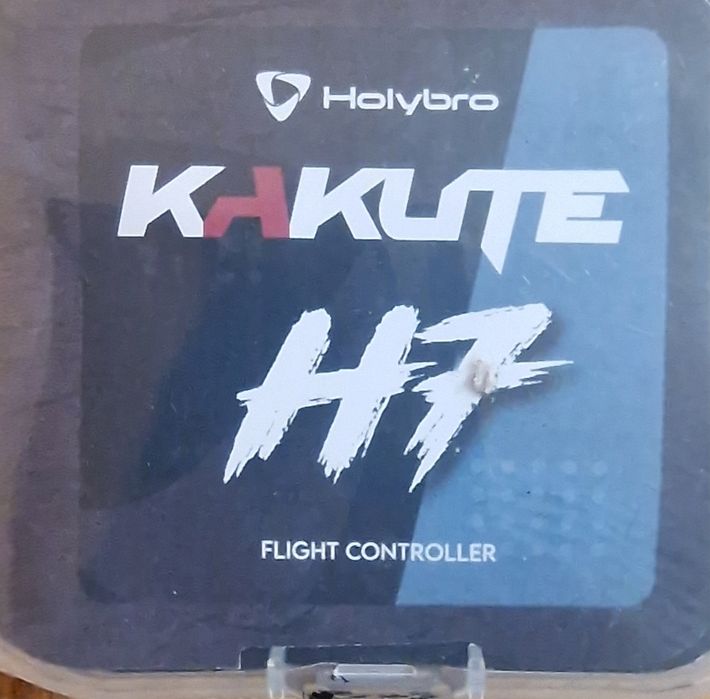 Holybro
KAKUTE
H7
FLIGHT CONTROLLER